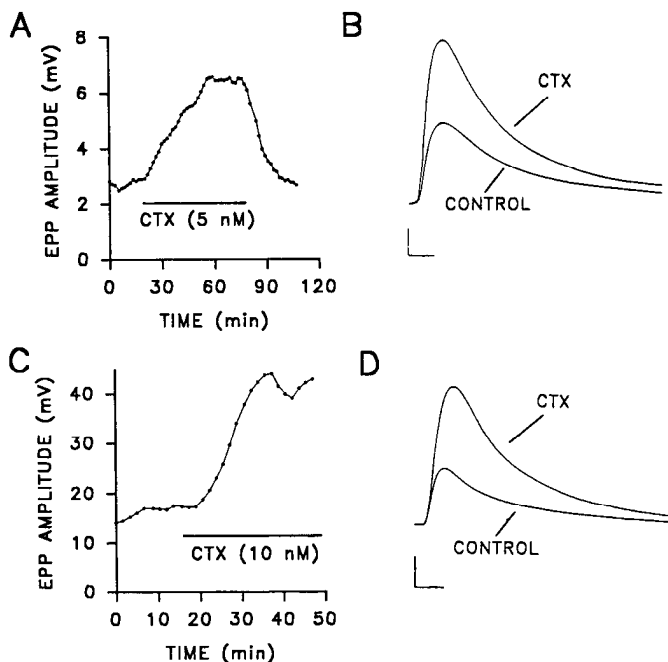 A
EPP AMPLITUDE (mV)
8
6
4
2
0
CTX (5 nM)
0 30 60 90 120
TIME (min)
B
CTX
CONTROL
C
EPP AMPLITUDE (mV)
40
30
20
10
0
CTX (10 nM)
0 10 20 30 40 50
TIME (min)
D
CTX
CONTROL